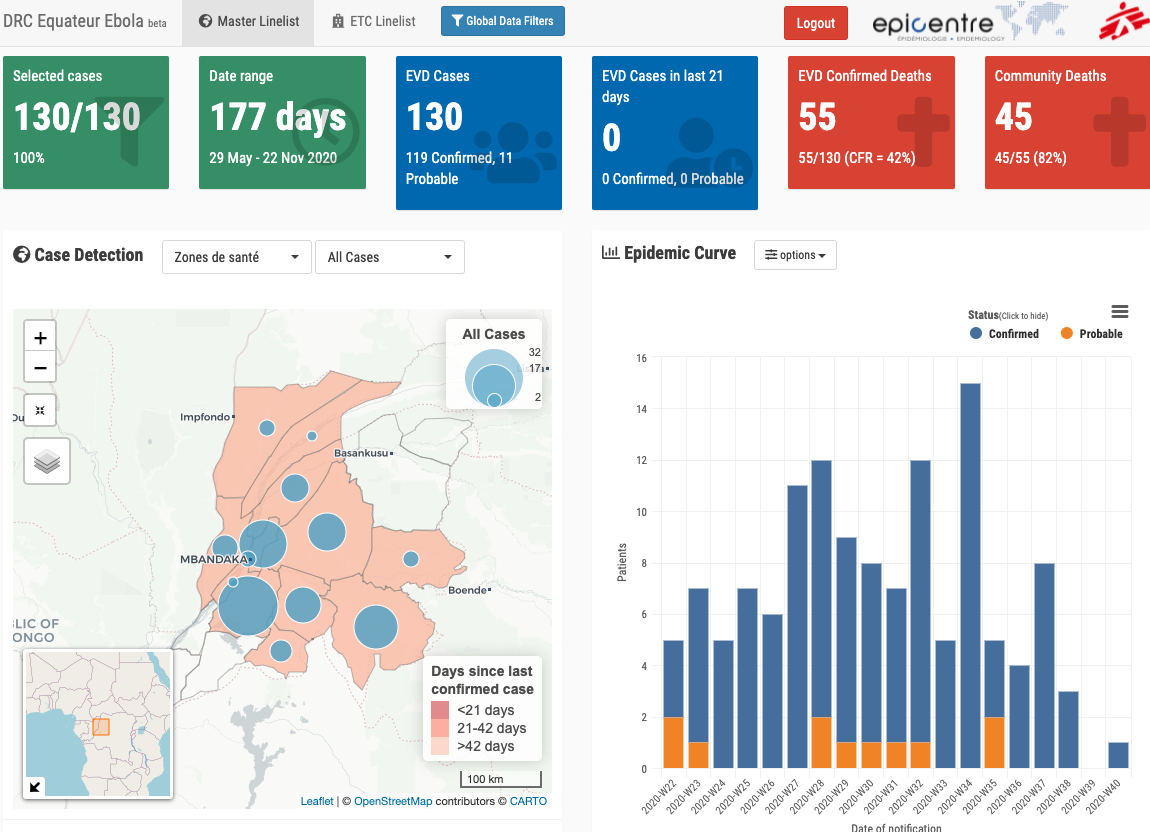 DRC Equateur Ebola beta
Master Linelist
ETC Linelist
Global Data Filters
Logout
epicentre
EPIDEMIOLOGIE • EPIDEMIOLOGY
Selected cases
130/130
100%
Date range
177 days
29 May - 22 Nov 2020
EVD Cases
130
119 Confirmed, 11
Probable
EVD Cases in last 21
days
0
0 Confirmed, 0 Probable
EVD Confirmed Deaths
55
55/130 (CFR = 42%)
Community Deaths
45
45/55 (82%)
Case Detection
Zones de santé
All Cases
+
−
All Cases
32
17
2
Impfondo
Basankusu
MBANDAKA
Boende
LIC OF
ONGO
Days since last
confirmed case
<21 days
21-42 days
>42 days
100 km
Leaflet | © OpenStreetMap contributors © CARTO
Epidemic Curve
options
Status(Click to hide)
Confirmed
Probable
Patients
16
14
12
10
8
6
4
2
0
2020-W22
2020-W23
2020-W24
2020-W25
2020-W26
2020-W27
2020-W28
2020-W29
2020-W30
2020-W31
2020-W32
2020-W33
2020-W34
2020-W35
2020-W36
2020-W37
2020-W38
2020-W39
2020-W40
Date of notification